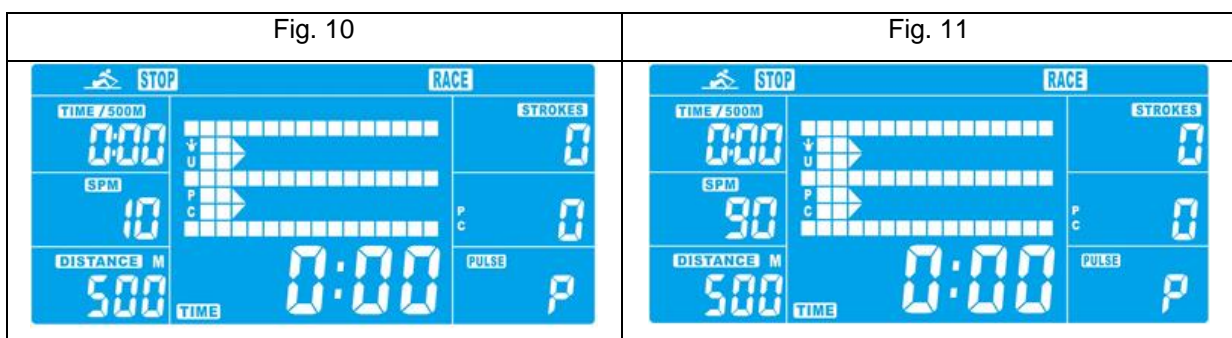 Fig. 10
STOP RACE
TIME/500M STROKES
0:00 0
U
SPM
10
P
C
P
C 0
DISTANCE M PULSE
500 TIME 0:00 P
Fig. 11
STOP RACE
TIME/500M STROKES
0:00 0
U
SPM
90
P
C
P
C 0
DISTANCE M PULSE
500 TIME 0:00 P